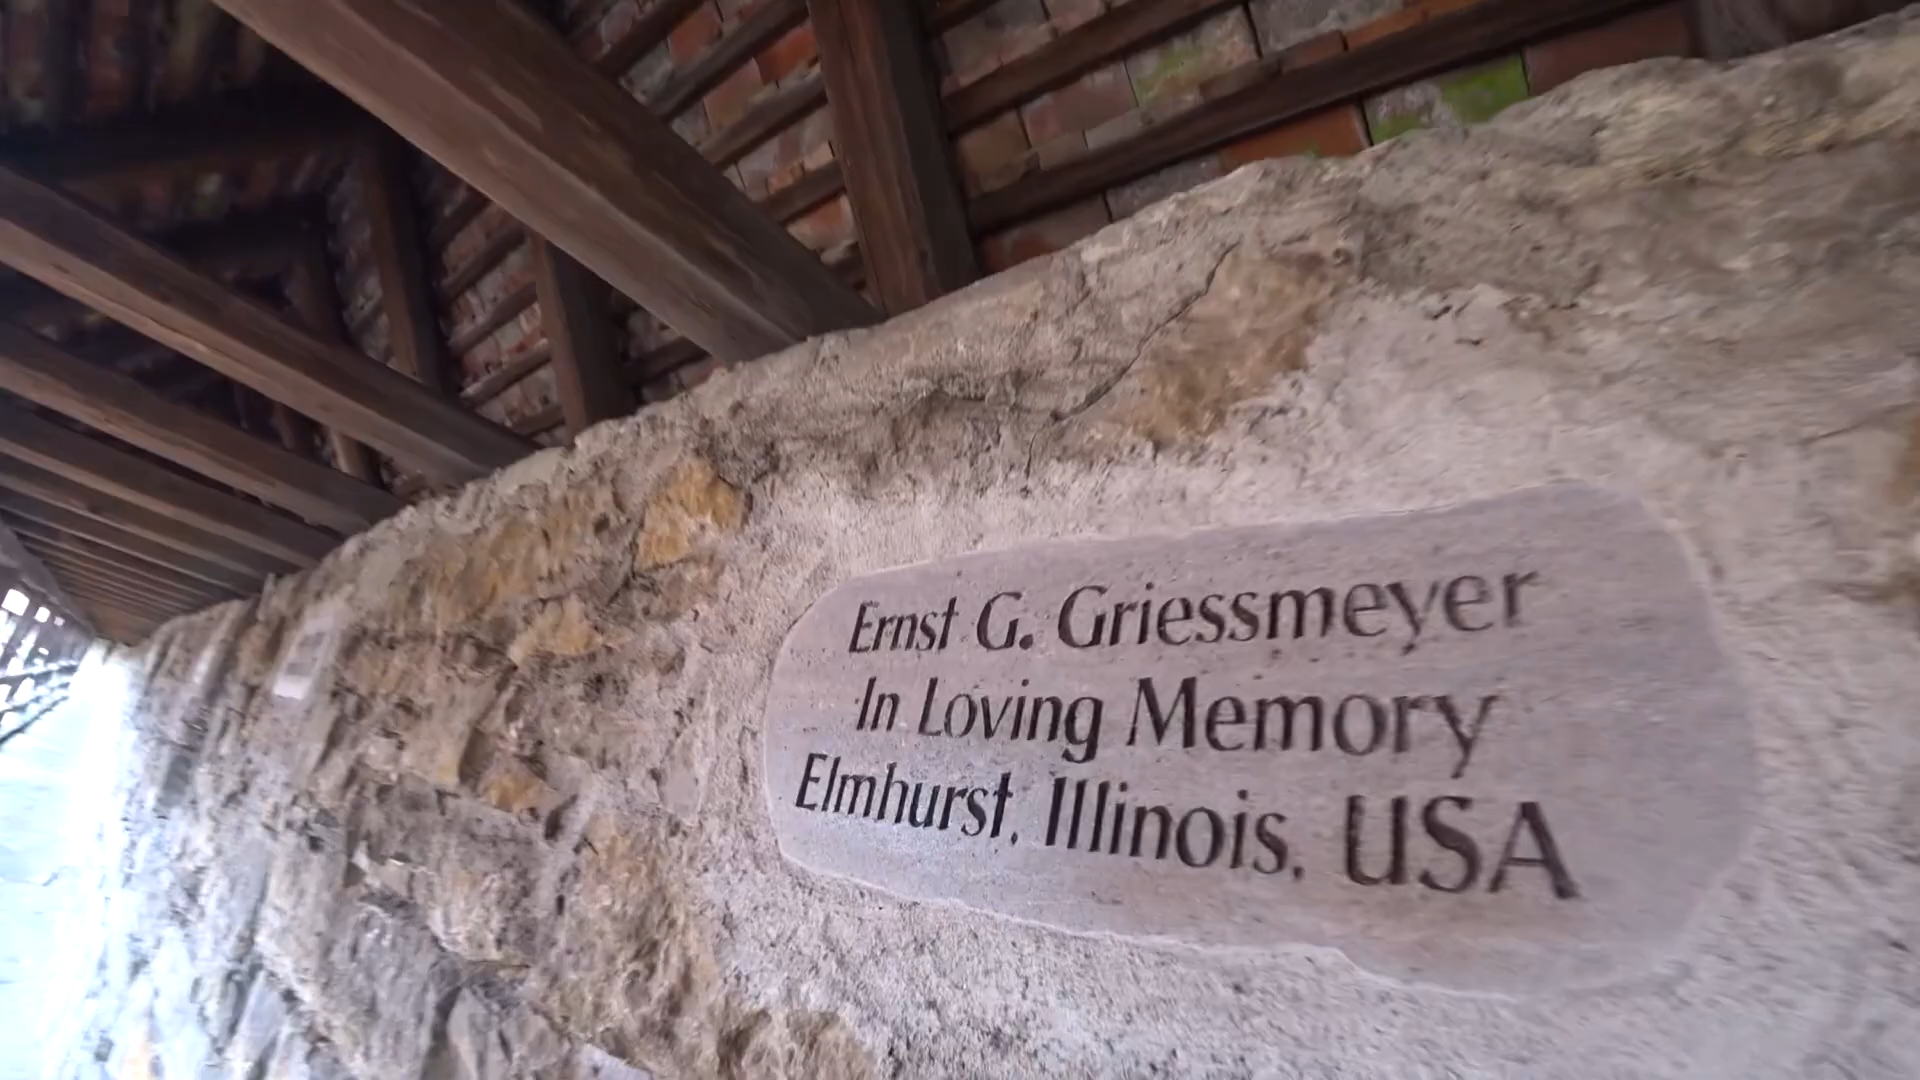 Ernst G. Griessmeyer
In Loving Memory
Elmhurst, Illinois, USA